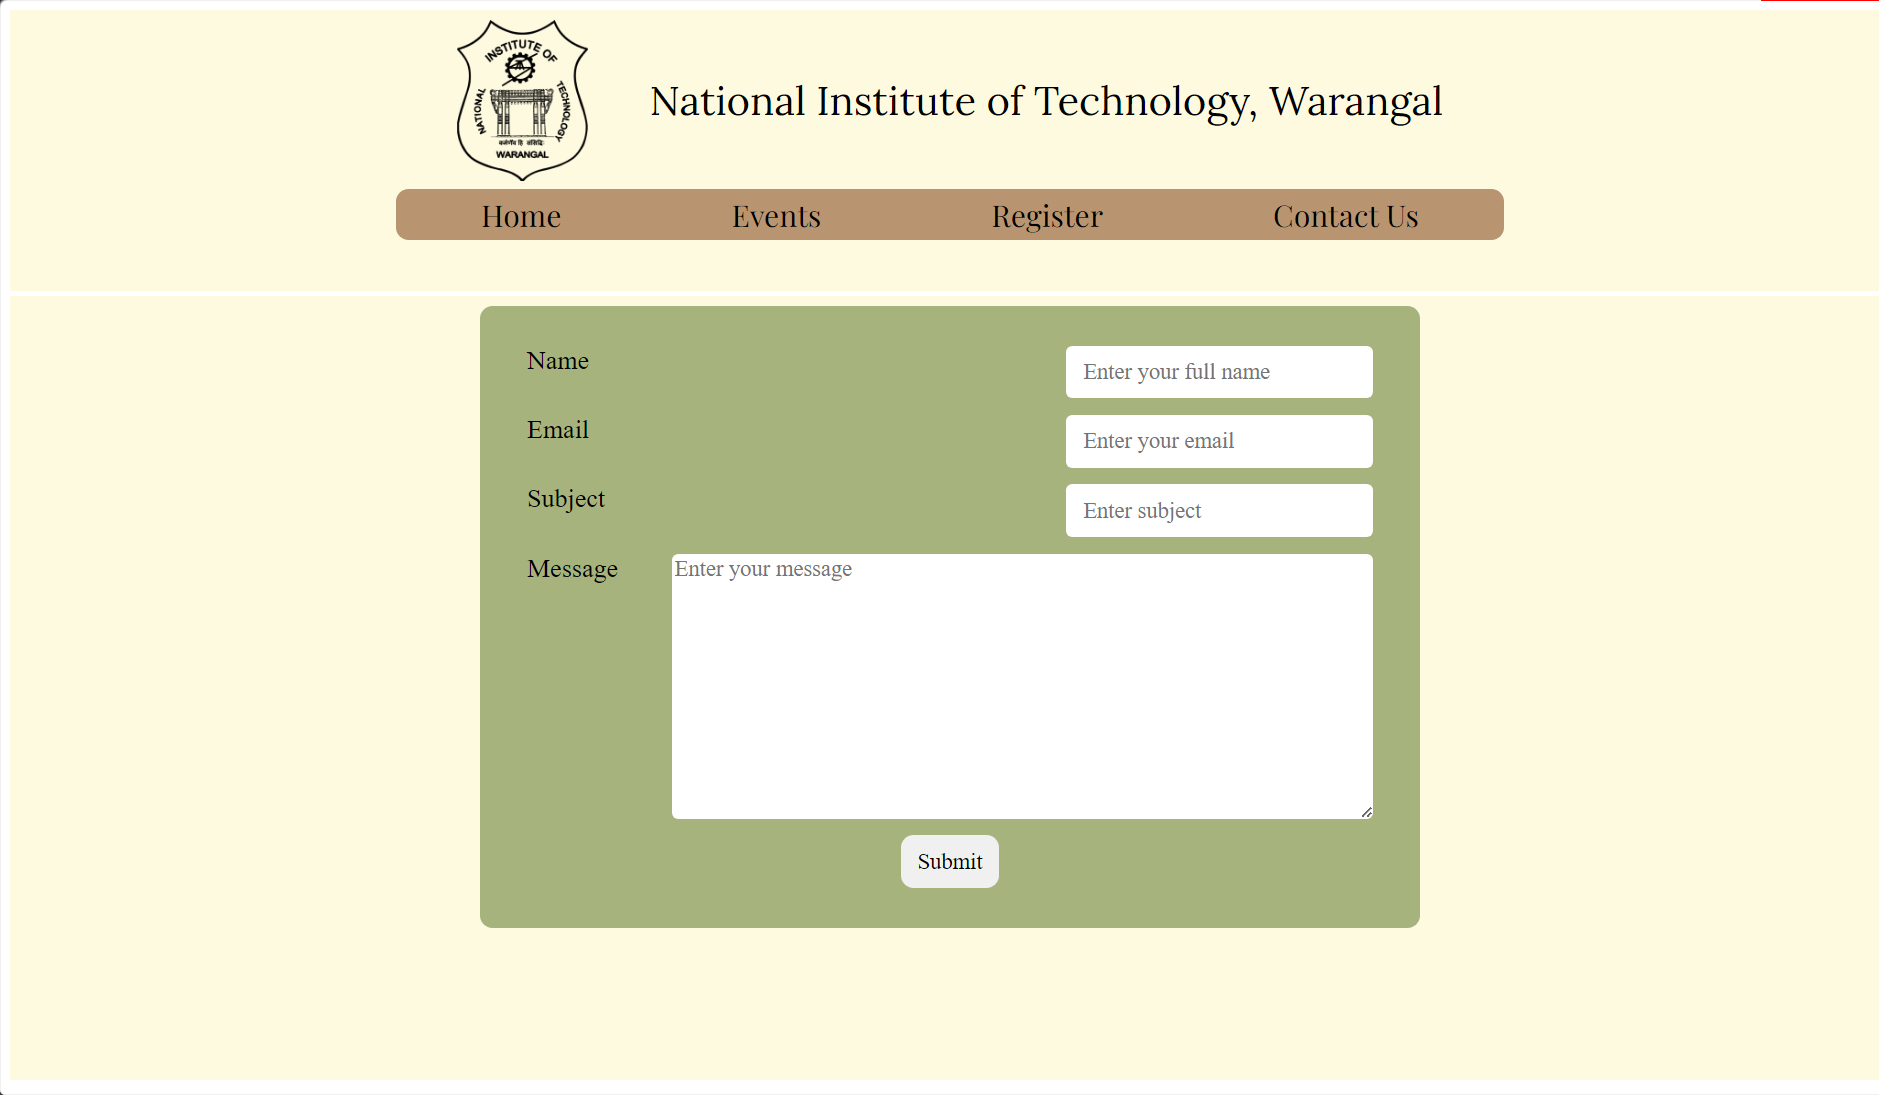 INSTITUTE OF
NATIONAL
TECHNOLOGY
WARANGAL
National Institute of Technology, Warangal
Home Events Register Contact Us
Name
Enter your full name
Email
Enter your email
Subject
Enter subject
Message
Enter your message
Submit